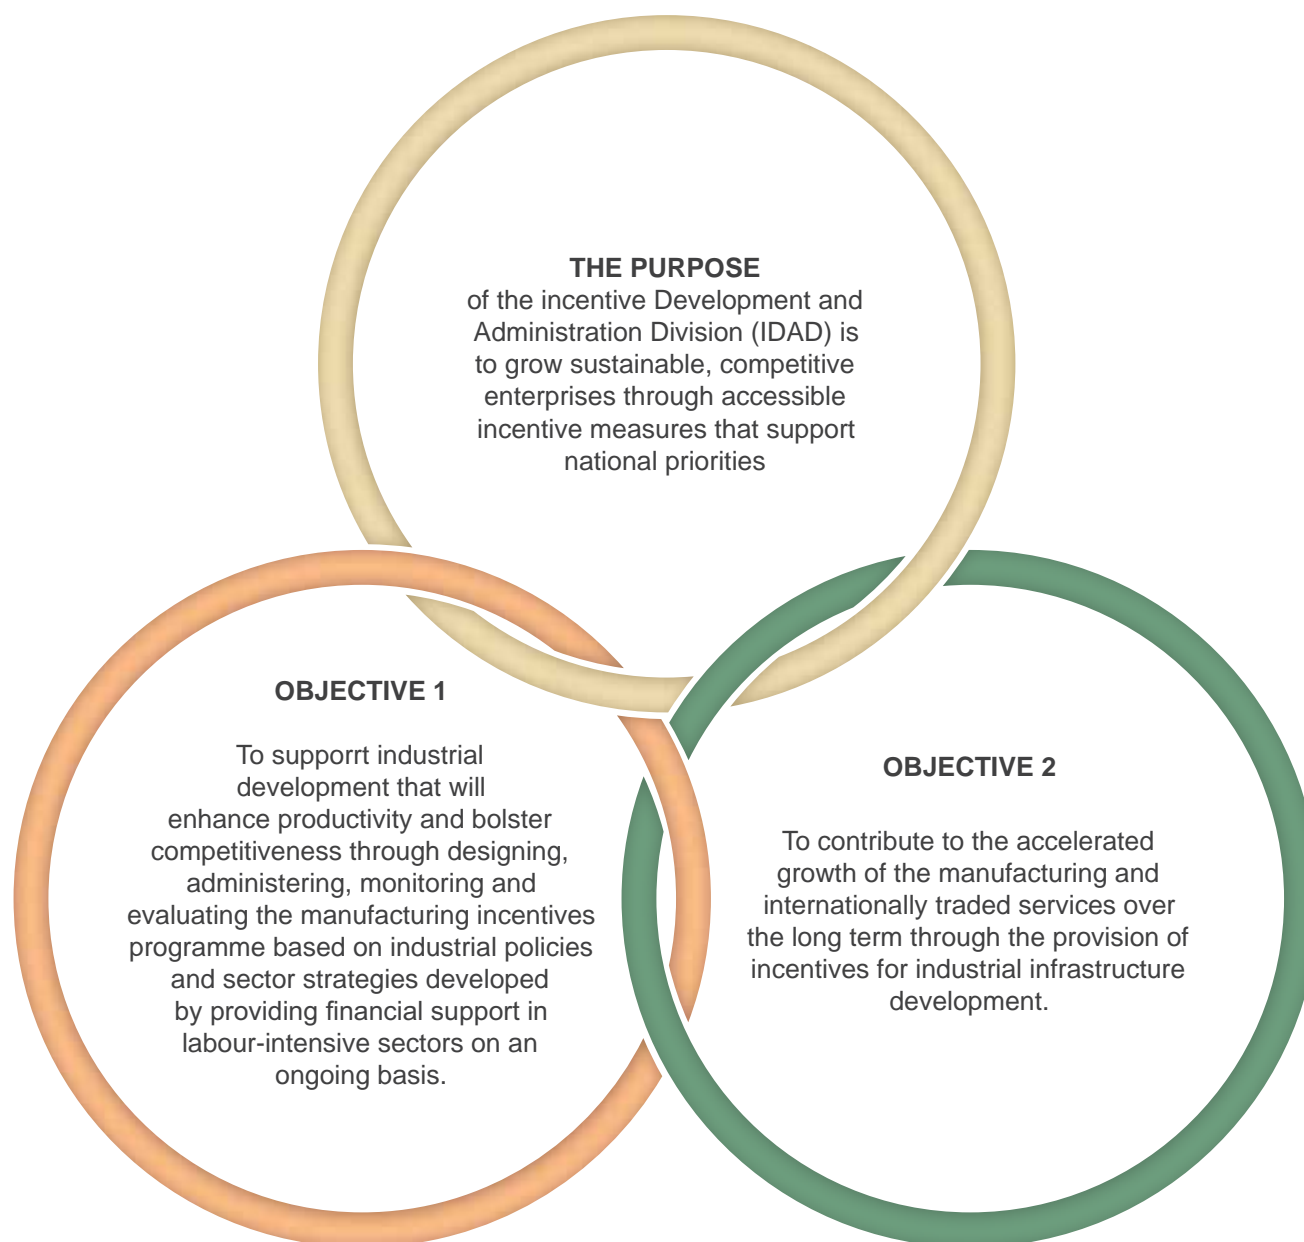 THE PURPOSE
of the incentive Development and
Administration Division (IDAD) is
to grow sustainable, competitive
enterprises through accessible
incentive measures that support
national priorities
OBJECTIVE 1
To supporrt industrial
development that will
enhance productivity and bolster
competitiveness through designing,
administering, monitoring and
evaluating the manufacturing incentives
programme based on industrial policies
and sector strategies developed
by providing financial support in
labour-intensive sectors on an
ongoing basis.
OBJECTIVE 2
To contribute to the accelerated
growth of the manufacturing and
internationally traded services over
the long term through the provision of
incentives for industrial infrastructure
development.